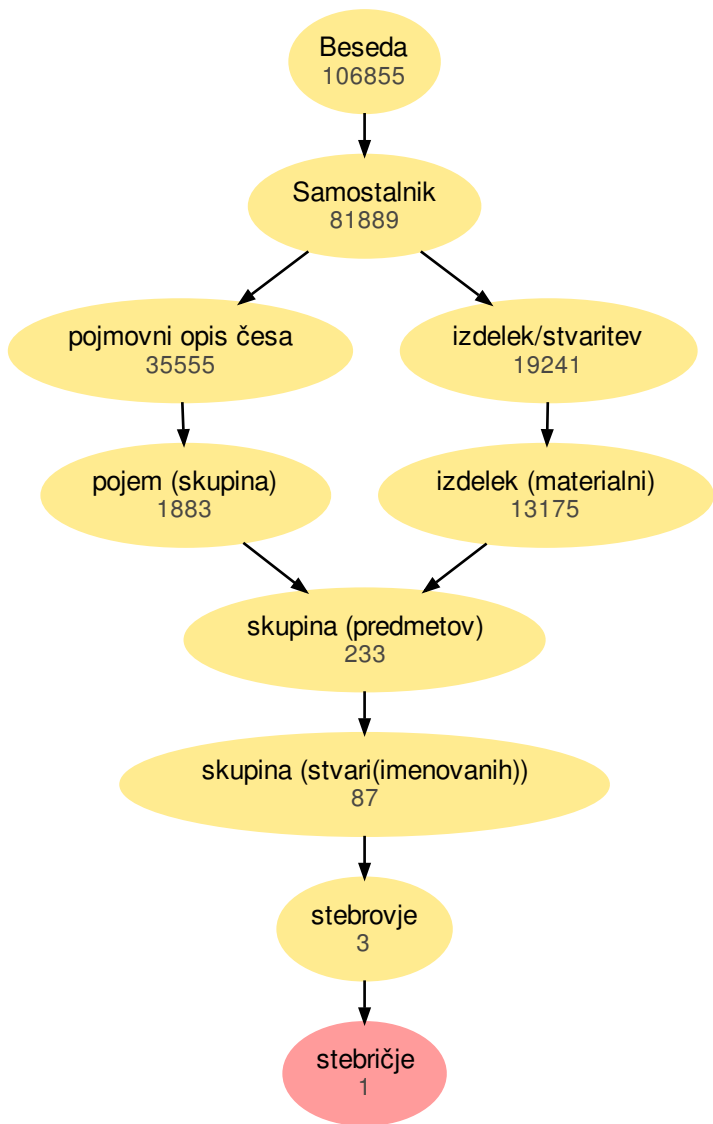 Beseda
106855
Samostalnik
81889
pojmovni opis česa
35555
izdelek/stvaritev
19241
pojem (skupina)
1883
izdelek (materialni)
13175
skupina (predmetov)
233
skupina (stvari(imenovanih))
87
stebrovje
3
stebričje
1